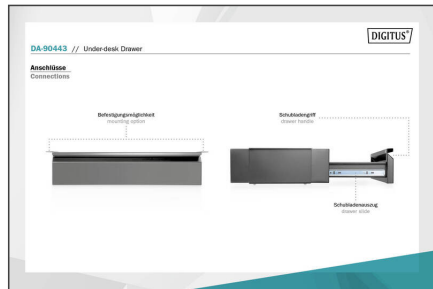 DIGITUS®
DA-90443 // Under-desk Drawer
Anschlüsse
Connections
Befestigungsmöglichkeit
mounting option
Schubladengriff
drawer handle
Schubladenauszug
drawer slide